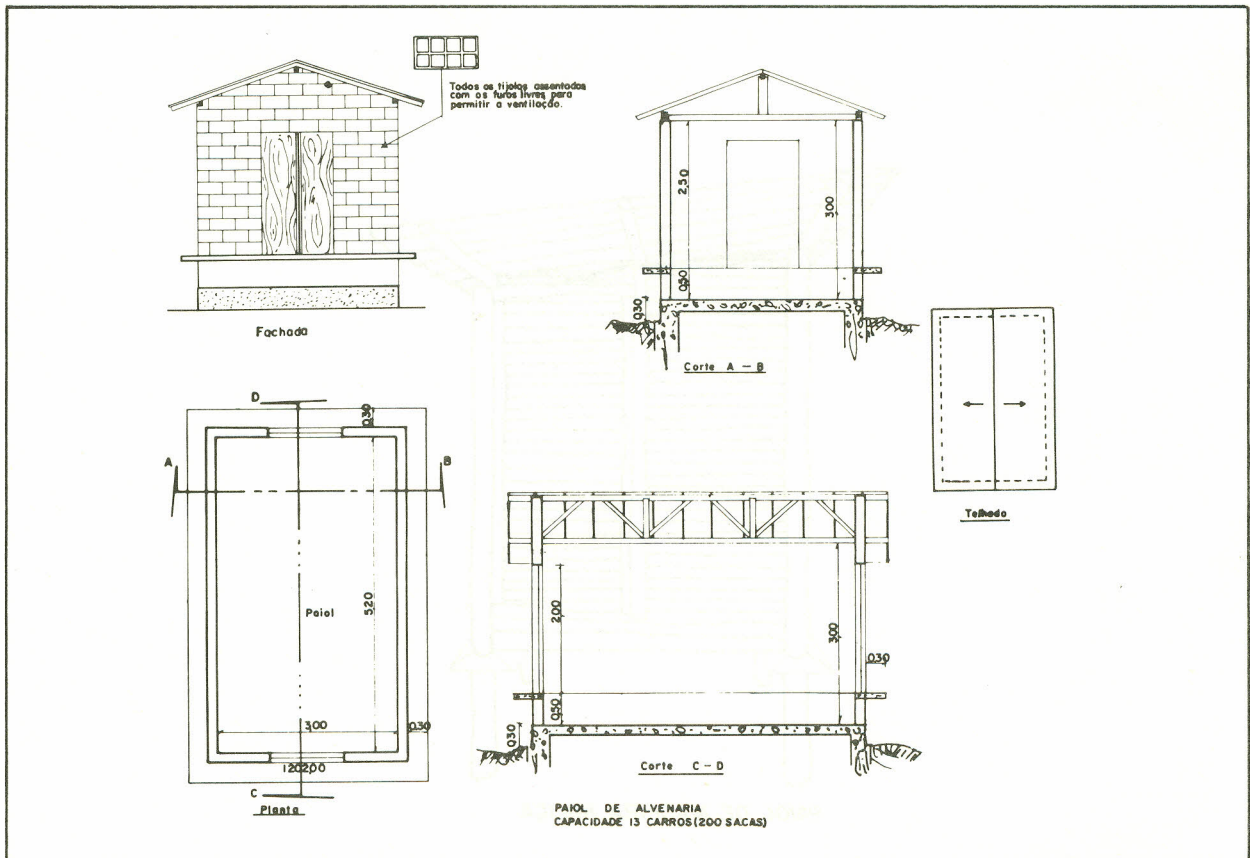 Todos os tijolos assentados
com os furos livres para
permitir a ventilação.
Fachada
2,50
3,00
0,50
0,30
Corte A – B
Telhado
D
0,30
A
B
Paiol
5,20
3,00
0,30
1,20 2,00
C
Planta
2,00
3,00
0,30
0,50
0,30
Corte C – D
PAIOL DE ALVENARIA
CAPACIDADE 13 CARROS (200 SACAS)